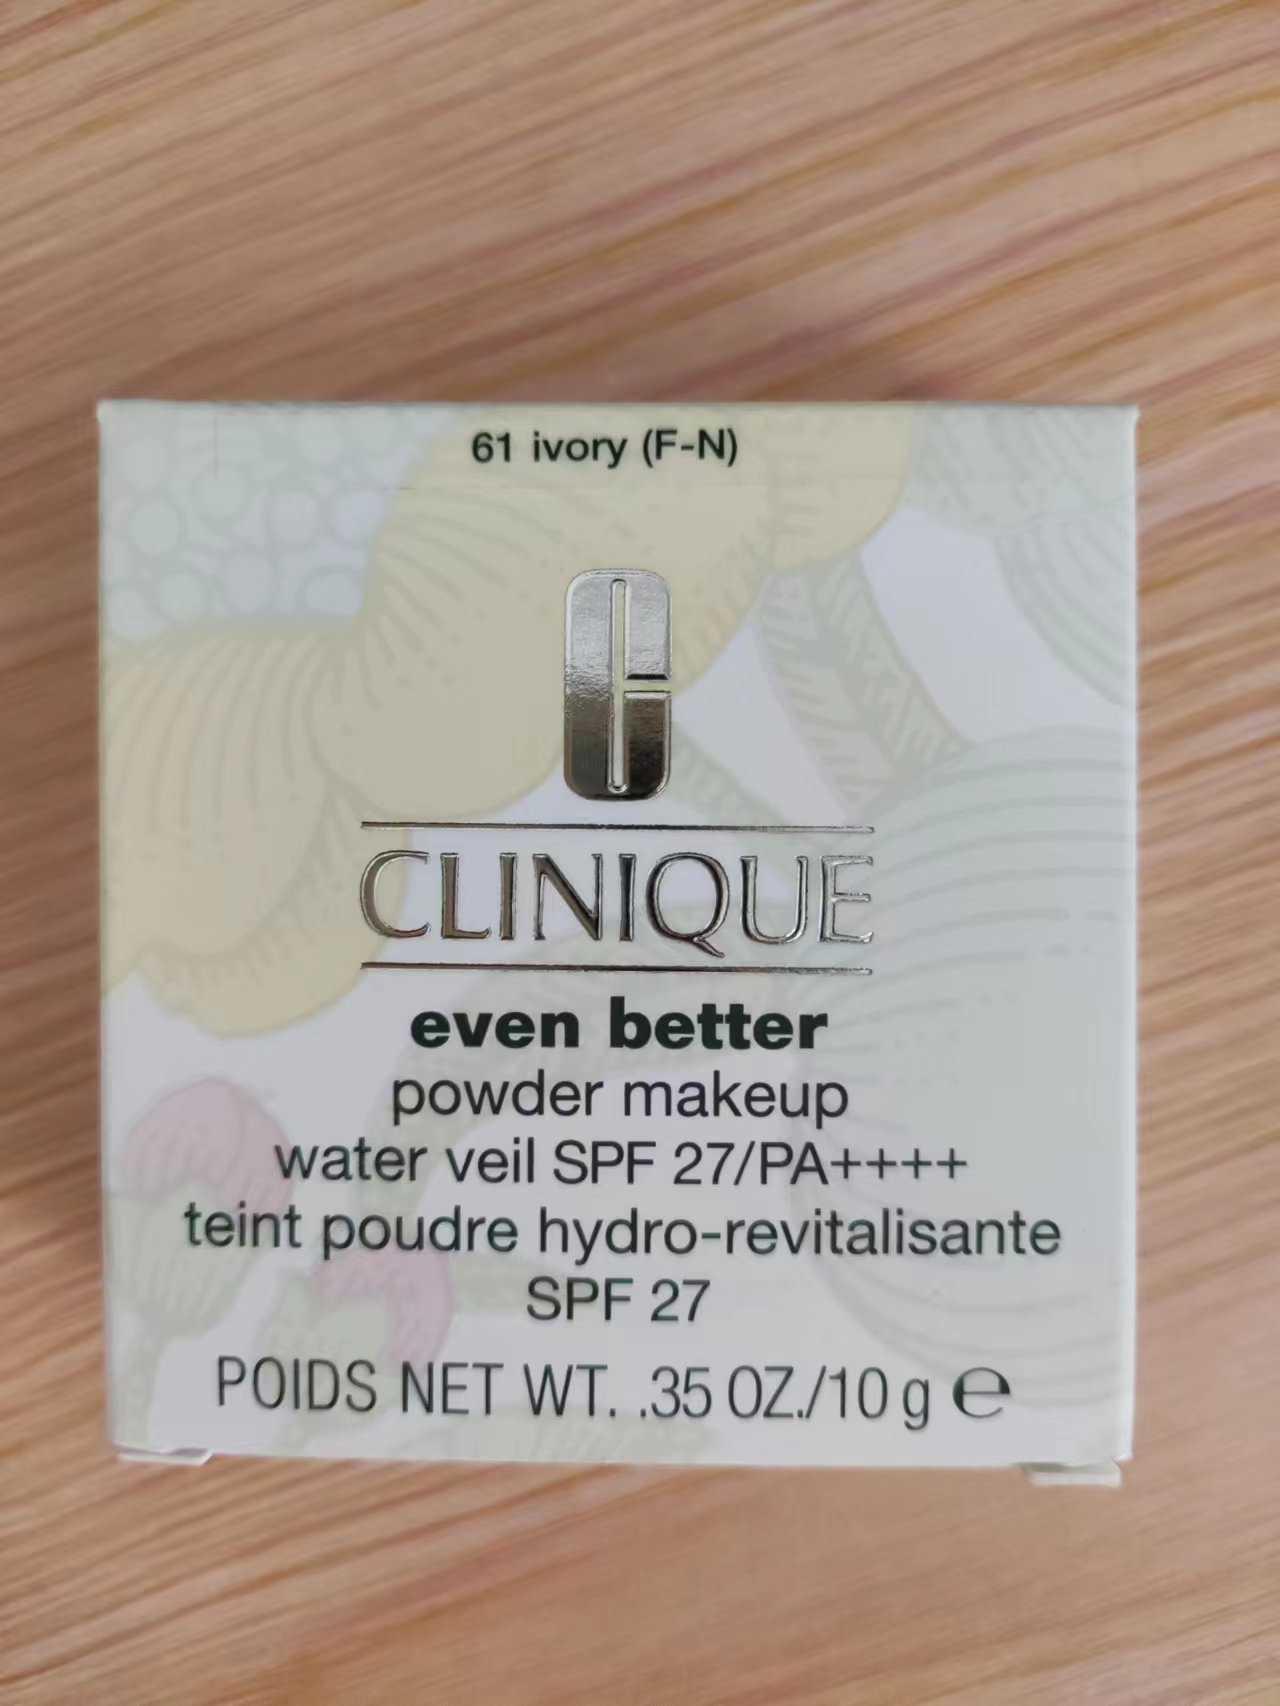 61 ivory (F-N)
CLINIQUE
even better
powder makeup
water veil SPF 27/PA++++
teint poudre hydro-revitalisante
SPF 27
POIDS NET WT. .35 OZ./10 g ℮